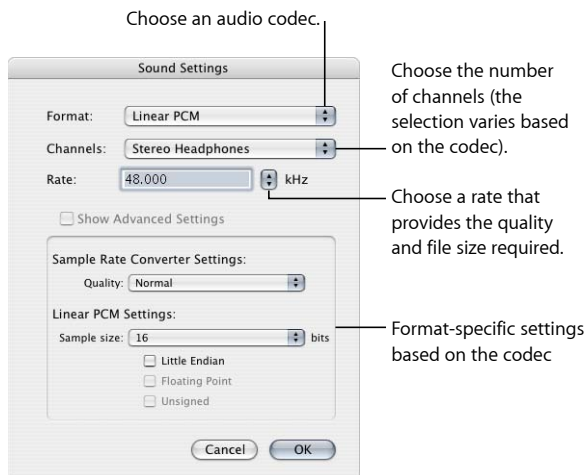 Choose an audio codec.
Sound Settings
Format: Linear PCM
Channels: Stereo Headphones
Rate: 48.000 kHz
Show Advanced Settings
Sample Rate Converter Settings:
Quality: Normal
Linear PCM Settings:
Sample size: 16 bits
Little Endian
Floating Point
Unsigned
Cancel OK
Choose the number
of channels (the
selection varies based
on the codec).
Choose a rate that
provides the quality
and file size required.
Format-specific settings
based on the codec